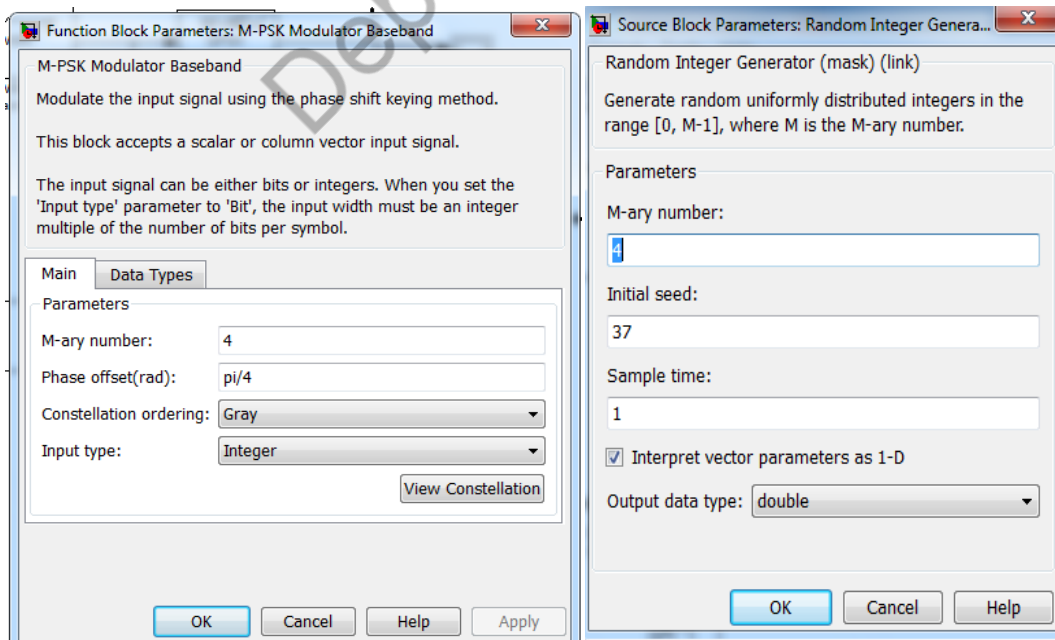 Dep
Function Block Parameters: M-PSK Modulator Baseband
M-PSK Modulator Baseband
Modulate the input signal using the phase shift keying method.
This block accepts a scalar or column vector input signal.
The input signal can be either bits or integers. When you set the
'Input type' parameter to 'Bit', the input width must be an integer
multiple of the number of bits per symbol.
Main Data Types
Parameters
M-ary number: 4
Phase offset(rad): pi/4
Constellation ordering: Gray
Input type: Integer
View Constellation
OK Cancel Help Apply
Source Block Parameters: Random Integer Genera...
Random Integer Generator (mask) (link)
Generate random uniformly distributed integers in the
range [0, M-1], where M is the M-ary number.
Parameters
M-ary number:
4
Initial seed:
37
Sample time:
1
Interpret vector parameters as 1-D
Output data type: double
OK Cancel Help